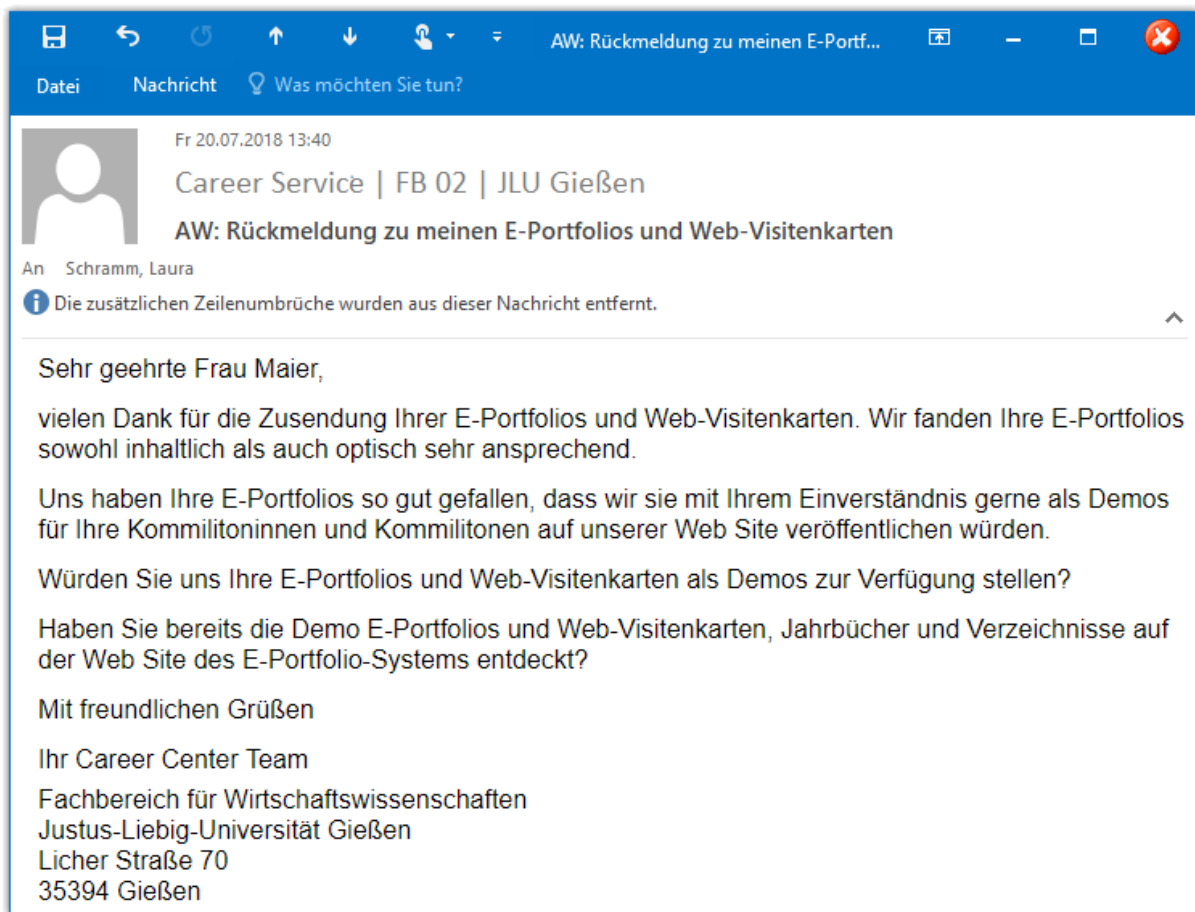 AW: Rückmeldung zu meinen E-Portf...
Datei Nachricht Was möchten Sie tun?
Fr 20.07.2018 13:40
Career Service | FB 02 | JLU Gießen
AW: Rückmeldung zu meinen E-Portfolios und Web-Visitenkarten
An Schramm, Laura
Die zusätzlichen Zeilenumbrüche wurden aus dieser Nachricht entfernt.
Sehr geehrte Frau Maier,
vielen Dank für die Zusendung Ihrer E-Portfolios und Web-Visitenkarten. Wir fanden Ihre E-Portfolios
sowohl inhaltlich als auch optisch sehr ansprechend.
Uns haben Ihre E-Portfolios so gut gefallen, dass wir sie mit Ihrem Einverständnis gerne als Demos
für Ihre Kommilitoninnen und Kommilitonen auf unserer Web Site veröffentlichen würden.
Würden Sie uns Ihre E-Portfolios und Web-Visitenkarten als Demos zur Verfügung stellen?
Haben Sie bereits die Demo E-Portfolios und Web-Visitenkarten, Jahrbücher und Verzeichnisse auf
der Web Site des E-Portfolio-Systems entdeckt?
Mit freundlichen Grüßen
Ihr Career Center Team
Fachbereich für Wirtschaftswissenschaften
Justus-Liebig-Universität Gießen
Licher Straße 70
35394 Gießen